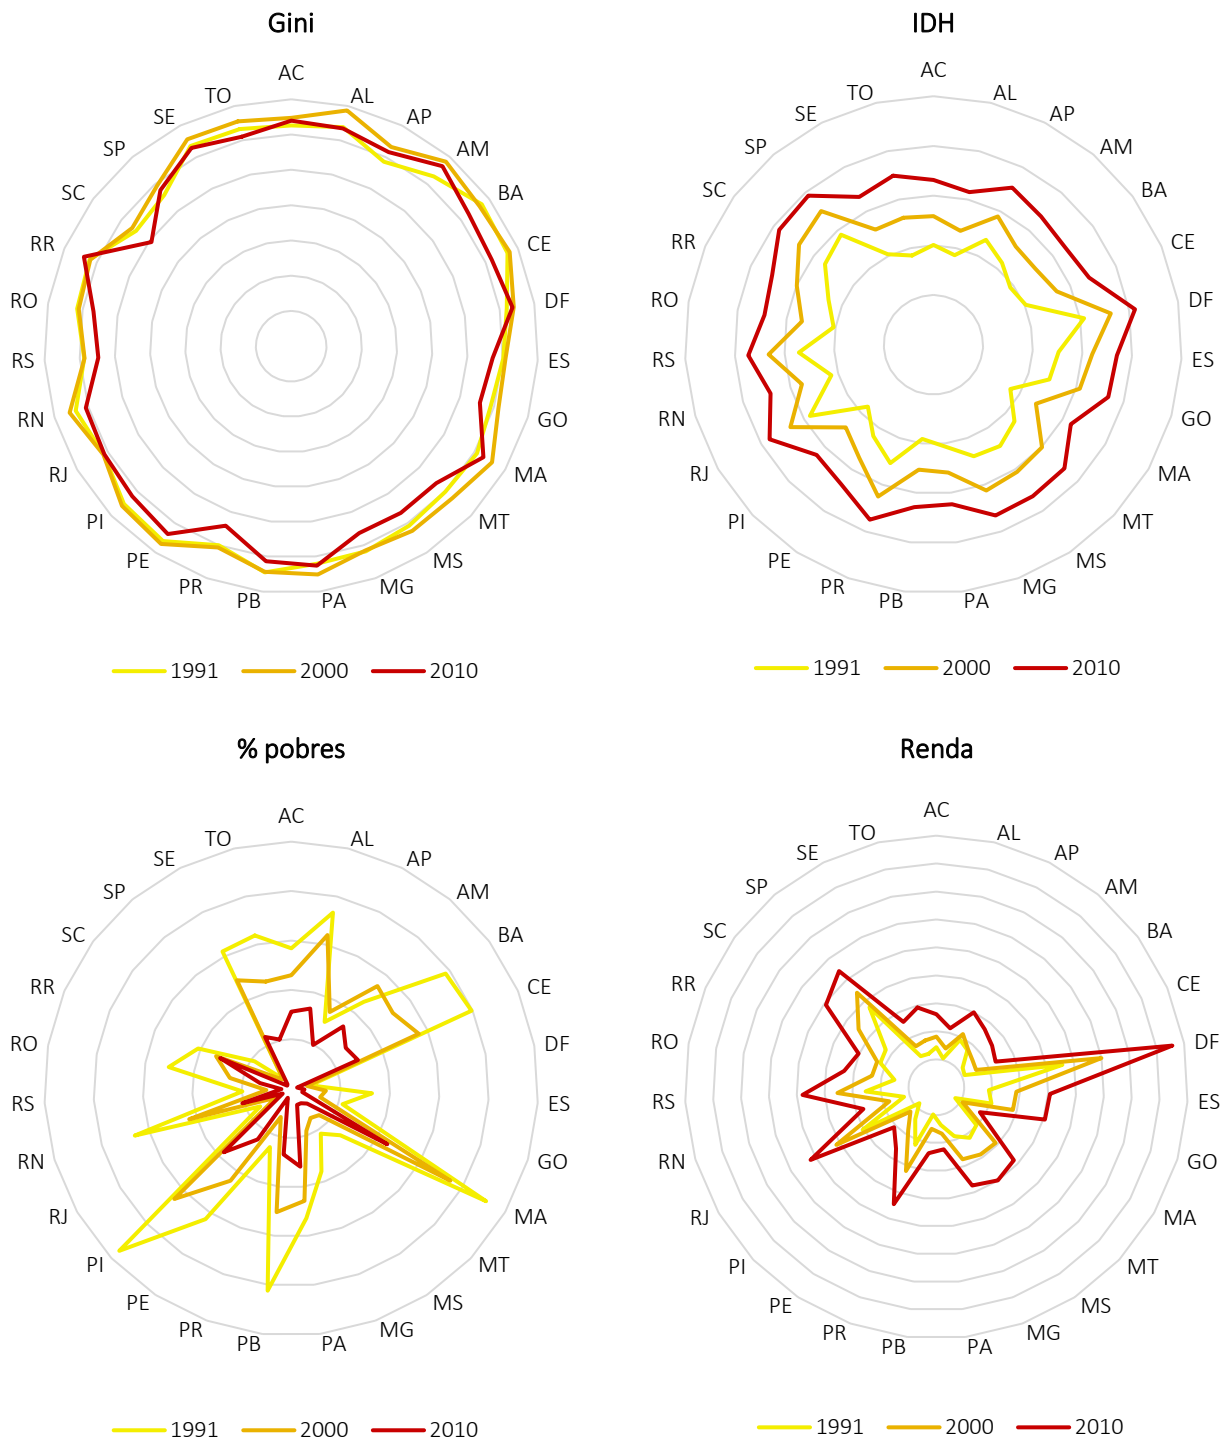 Gini
AC
AL
AP
AM
BA
CE
DF
ES
GO
MA
MT
MS
MG
PA
PB
PR
PE
PI
RJ
RN
RS
RO
RR
SC
SP
SE
TO
1991 2000 2010
IDH
AC
AL
AP
AM
BA
CE
DF
ES
GO
MA
MT
MS
MG
PA
PB
PR
PE
PI
RJ
RN
RS
RO
RR
SC
SP
SE
TO
1991 2000 2010
% pobres
AC
AL
AP
AM
BA
CE
DF
ES
GO
MA
MT
MS
MG
PA
PB
PR
PE
PI
RJ
RN
RS
RO
RR
SC
SP
SE
TO
1991 2000 2010
Renda
AC
AL
AP
AM
BA
CE
DF
ES
GO
MA
MT
MS
MG
PA
PB
PR
PE
PI
RJ
RN
RS
RO
RR
SC
SP
SE
TO
1991 2000 2010